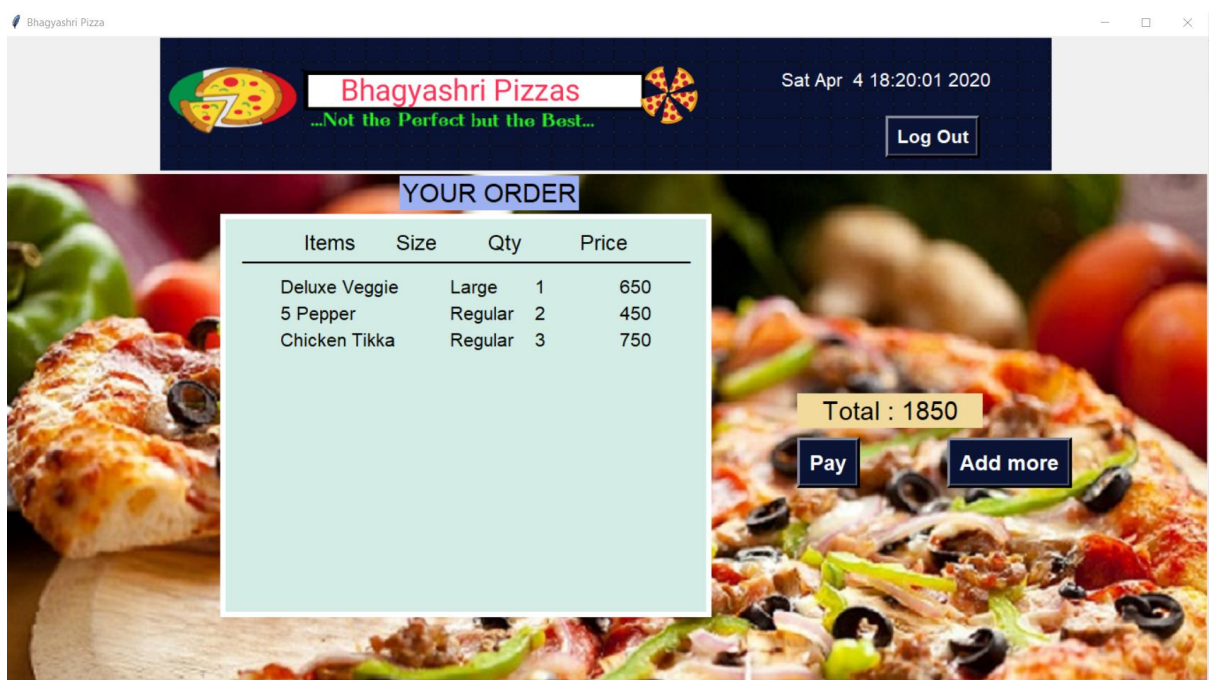 Bhagyashri Pizza
Bhagyashri Pizzas
...Not the Perfect but the Best...
Sat Apr  4 18:20:01 2020
Log Out
YOUR ORDER
Items Size Qty Price
Deluxe Veggie Large 1 650
5 Pepper Regular 2 450
Chicken Tikka Regular 3 750
Total : 1850
Pay Add more